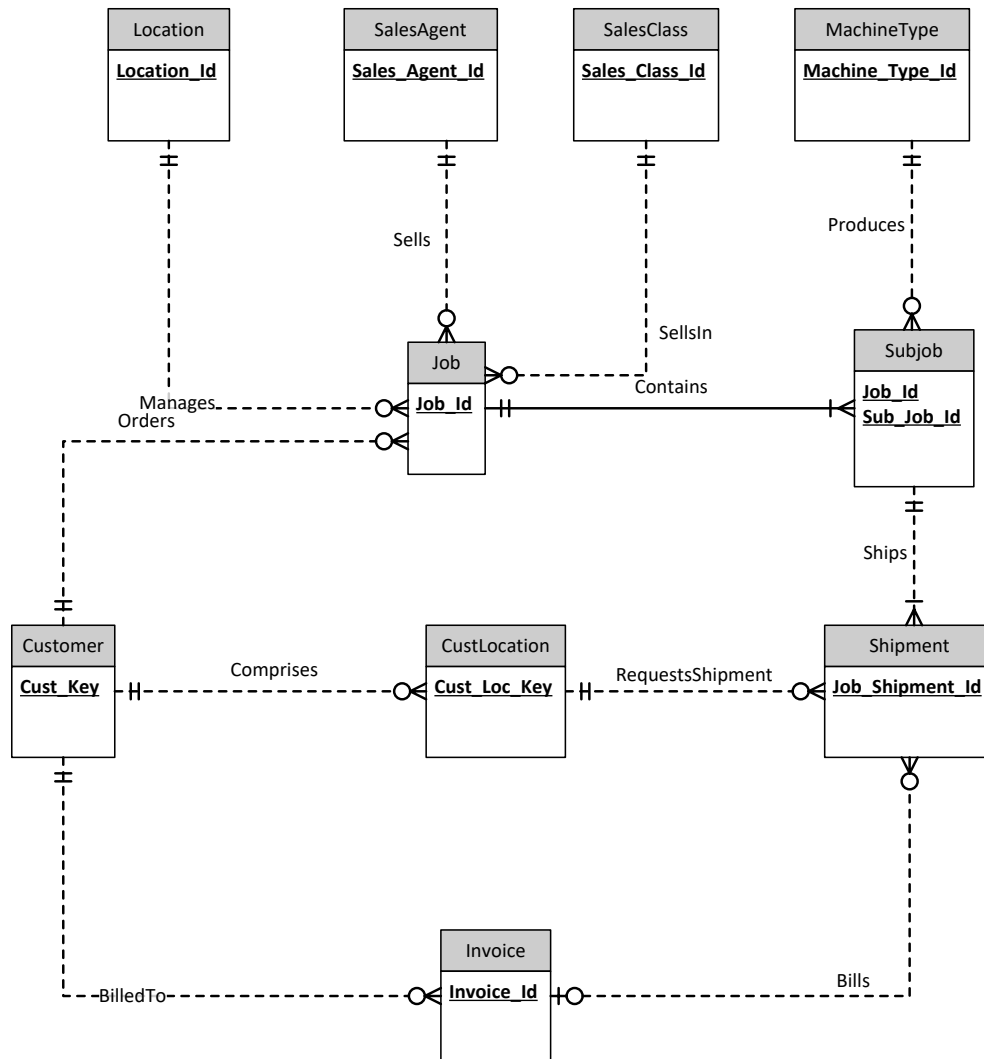 Location
Location_Id
SalesAgent
Sales_Agent_Id
SalesClass
Sales_Class_Id
MachineType
Machine_Type_Id
Sells
Produces
SellsIn
Job
Job_Id
Subjob
Job_Id
Sub_Job_Id
Contains
Manages
Orders
Ships
Customer
Cust_Key
Comprises
CustLocation
Cust_Loc_Key
RequestsShipment
Shipment
Job_Shipment_Id
Invoice
Invoice_Id
BilledTo
Bills